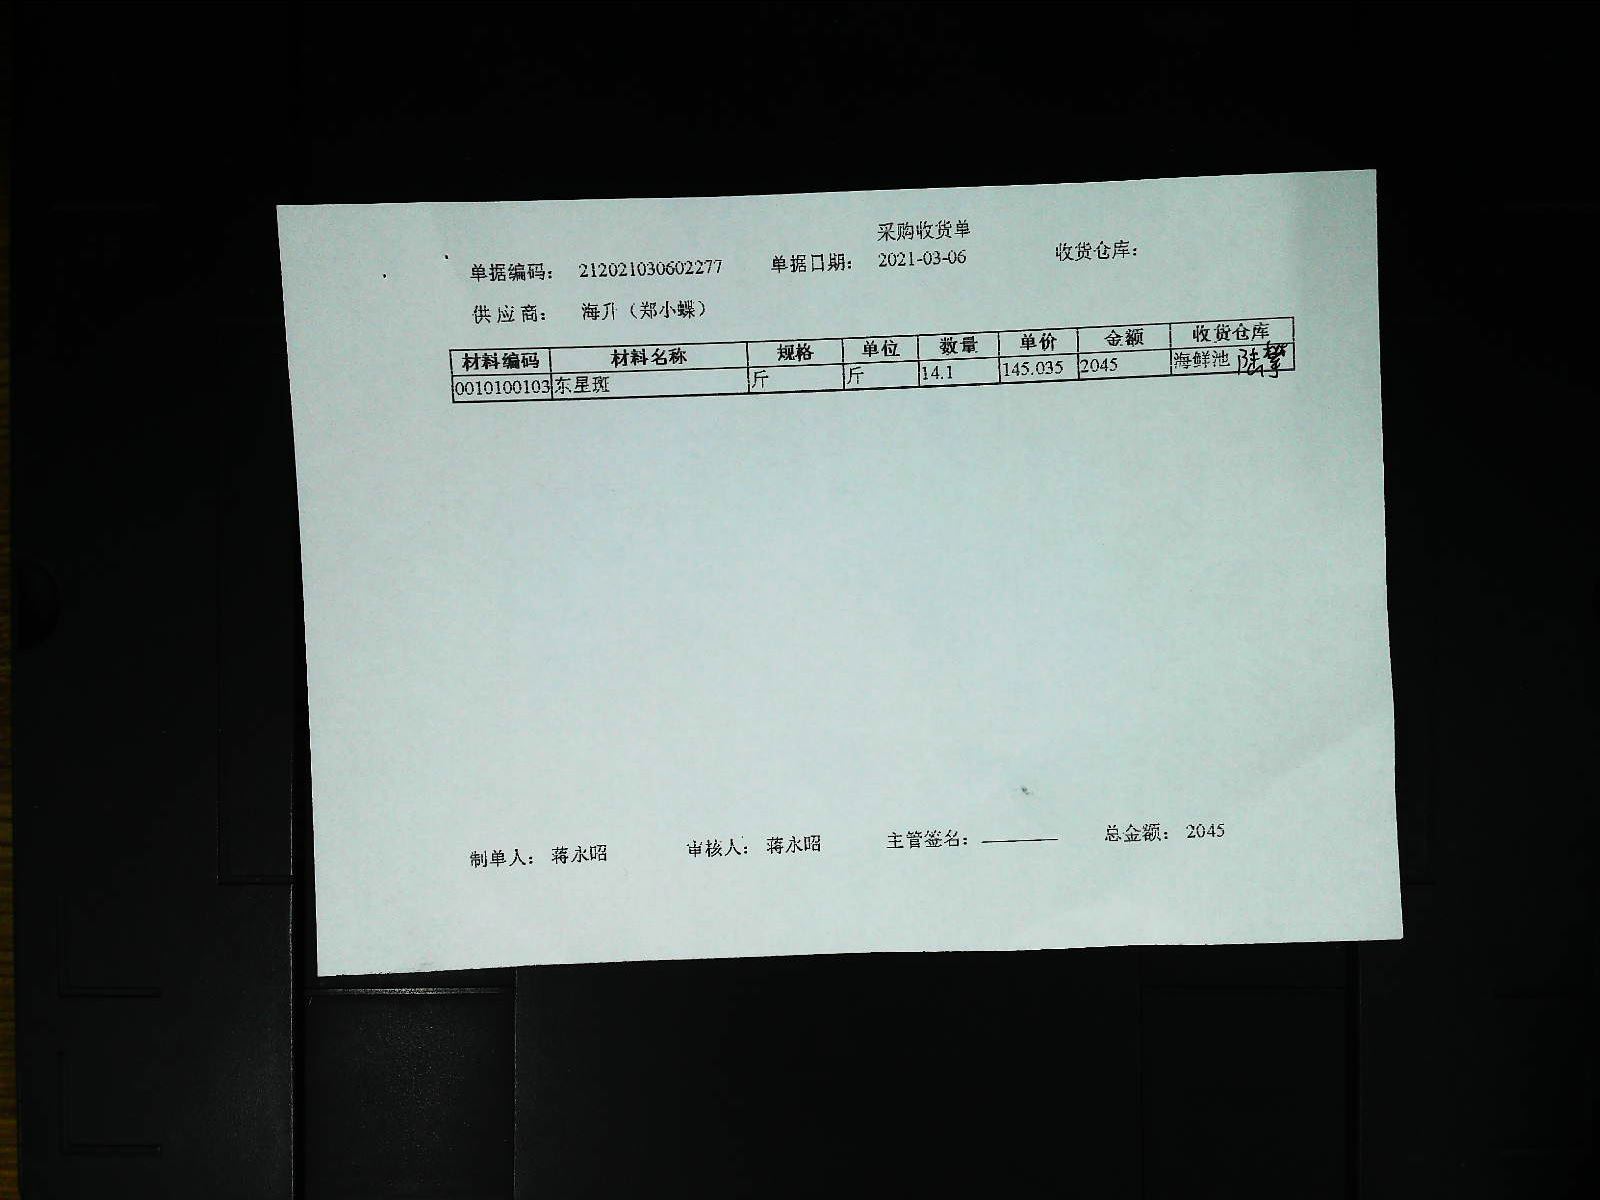 采购收货单
单据编码： 212021030602277 单据日期： 2021-03-06 收货仓库：
供应商： 海升（郑小蝶）
材料编码 材料名称 规格 单位 数量 单价 金额 收货仓库
0010100103 东星斑 斤 斤 14.1 145.035 2045 海鲜池
制单人： 蒋永昭 审核人： 蒋永昭 主管签名： 总金额： 2045